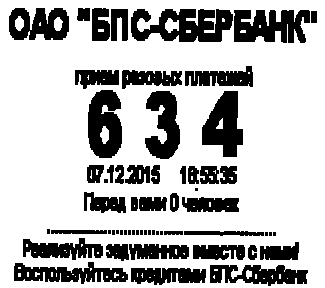 ОАО "БПС-СБЕРБАНК"
прием разовых платежей
6 3 4
07.12.2015 16:55:35
Перед вами 0 человек
Реализуйте задуманное вместе с нами!
Воспользуйтесь кредитами БПС-Сбербанк